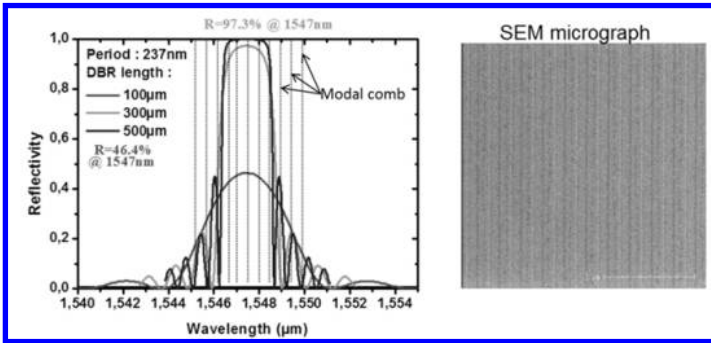 R=97.3% @ 1547nm
SEM micrograph
1,0
Period : 237nm
DBR length :
100µm
300µm
500µm
R=46.4%
@ 1547nm
Modal comb
0,8
0,6
0,4
0,2
0,0
Reflectivity
1,540 1,542 1,544 1,546 1,548 1,550 1,552 1,554
Wavelength (µm)